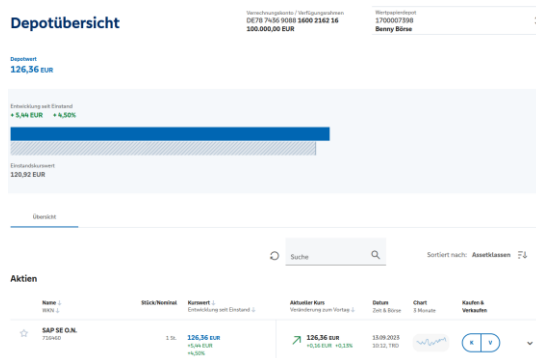 Depotübersicht
Verrechnungskonto / Verfügungsrahmen
DE78 7456 9088 1600 2162 16
100.000,00 EUR
Wertpapierdepot
1700007398
Benny Börse
Depotwert
126,36 EUR
Entwicklung seit Einstand
+ 5,44 EUR + 4,50%
Einstandskurswert
120,92 EUR
Übersicht
Suche
Sortiert nach: Assetklassen
Aktien
Name ↓ Stück/Nominal Kurswert ↓ Aktueller Kurs Datum Chart Kaufen &
WKN ↓ Entwicklung seit Einstand ↓ Veränderung zum Vortag ↓ Zeit & Börse 3 Monate Verkaufen
SAP SE O.N. 1 St. 126,36 EUR 126,36 EUR 13.09.2023 K V
716460 +5,44 EUR +0,16 EUR +0,13% 10:12, TRD
+4,50%